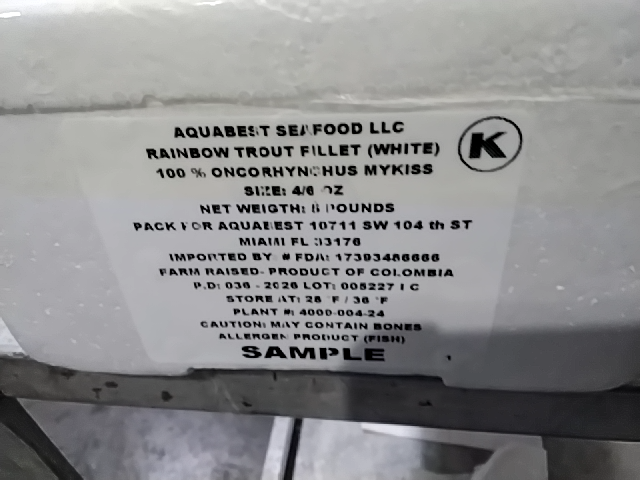 AQUABEST SEAFOOD LLC
RAINBOW TROUT FILLET (WHITE)
K
100 % ONCORHYNCHUS MYKISS
SIZE: 4/6 OZ
NET WEIGTH: POUNDS
PACK FOR AQUABEST 10711 SW 104 th ST
MIAMI FL 33176
IMPORTED BY: # FDA: 17393486666
FARM RAISED- PRODUCT OF COLOMBIA
P.D: 036 - 2026 LOT: 005227
STORE AT: 28 °F / 36 °F
PLANT #: 4000-004-24
CAUTION: MAY CONTAIN BONES
ALLERGEN PRODUCT (FISH)
SAMPLE